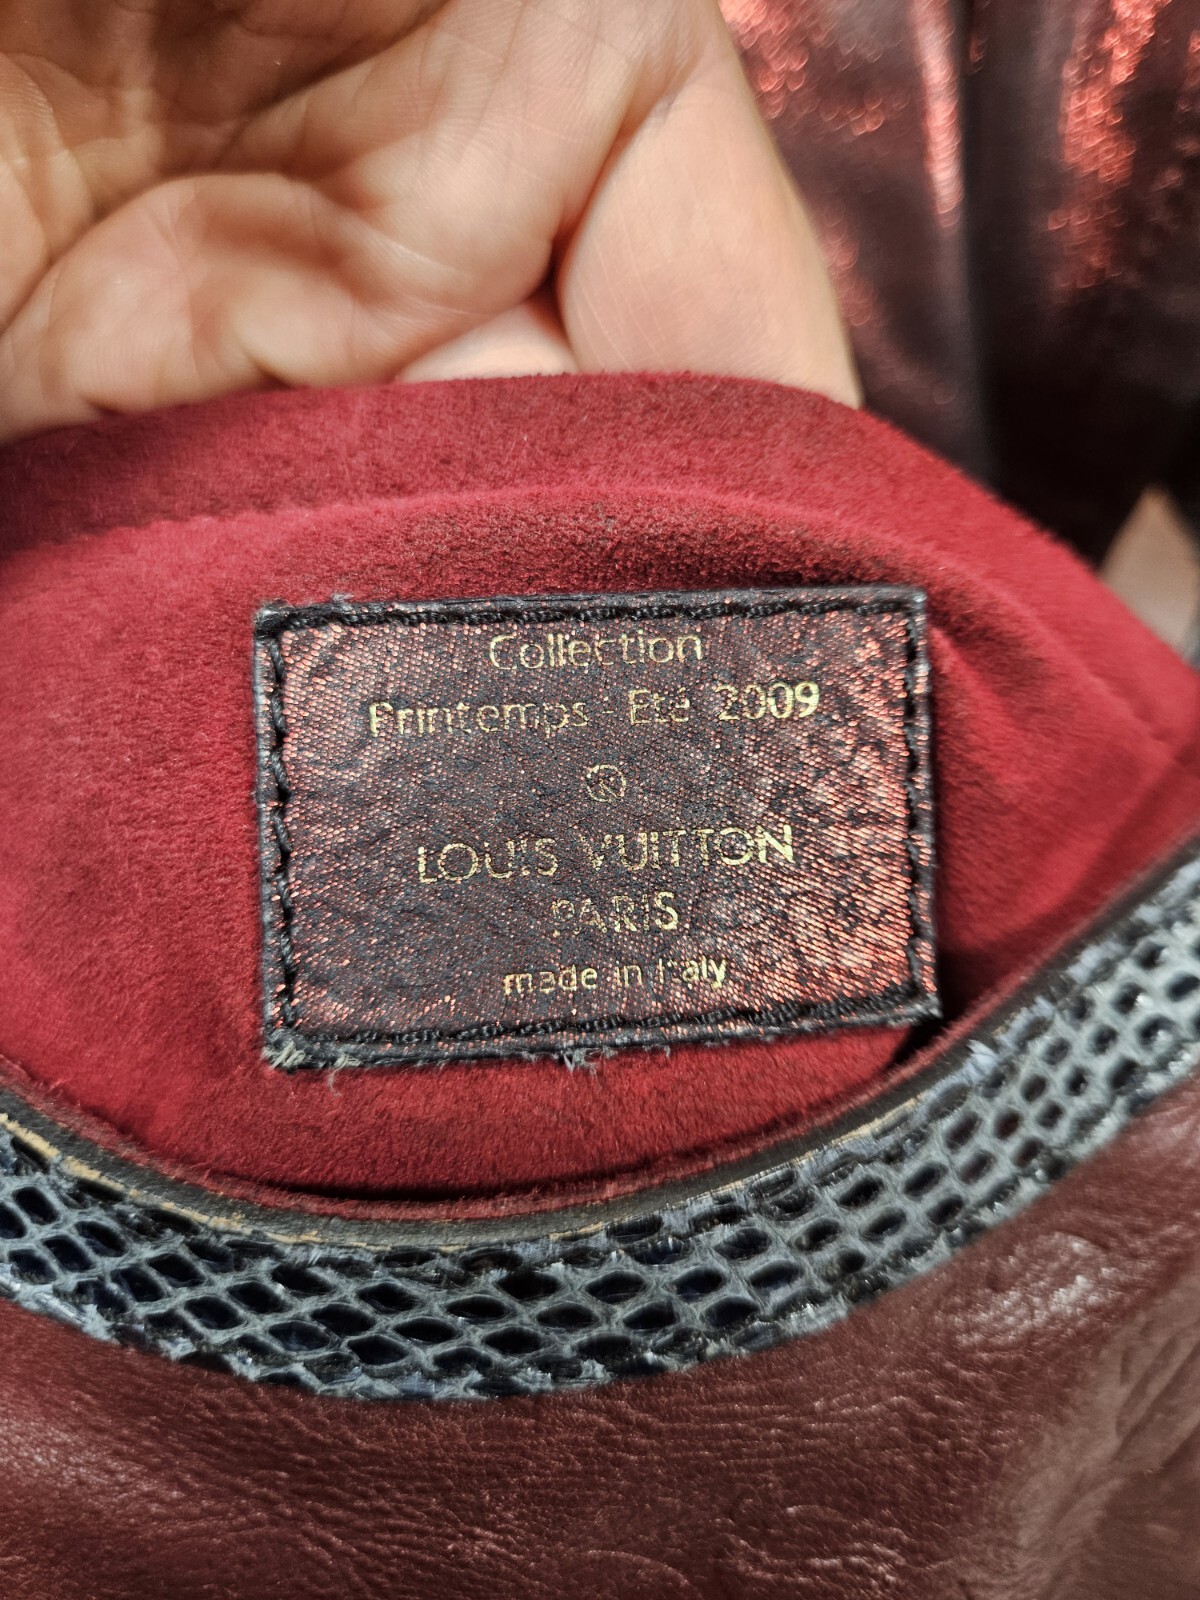 Collection
Printemps - Eté 2009
LOUIS VUITTON
PARIS
made in Italy